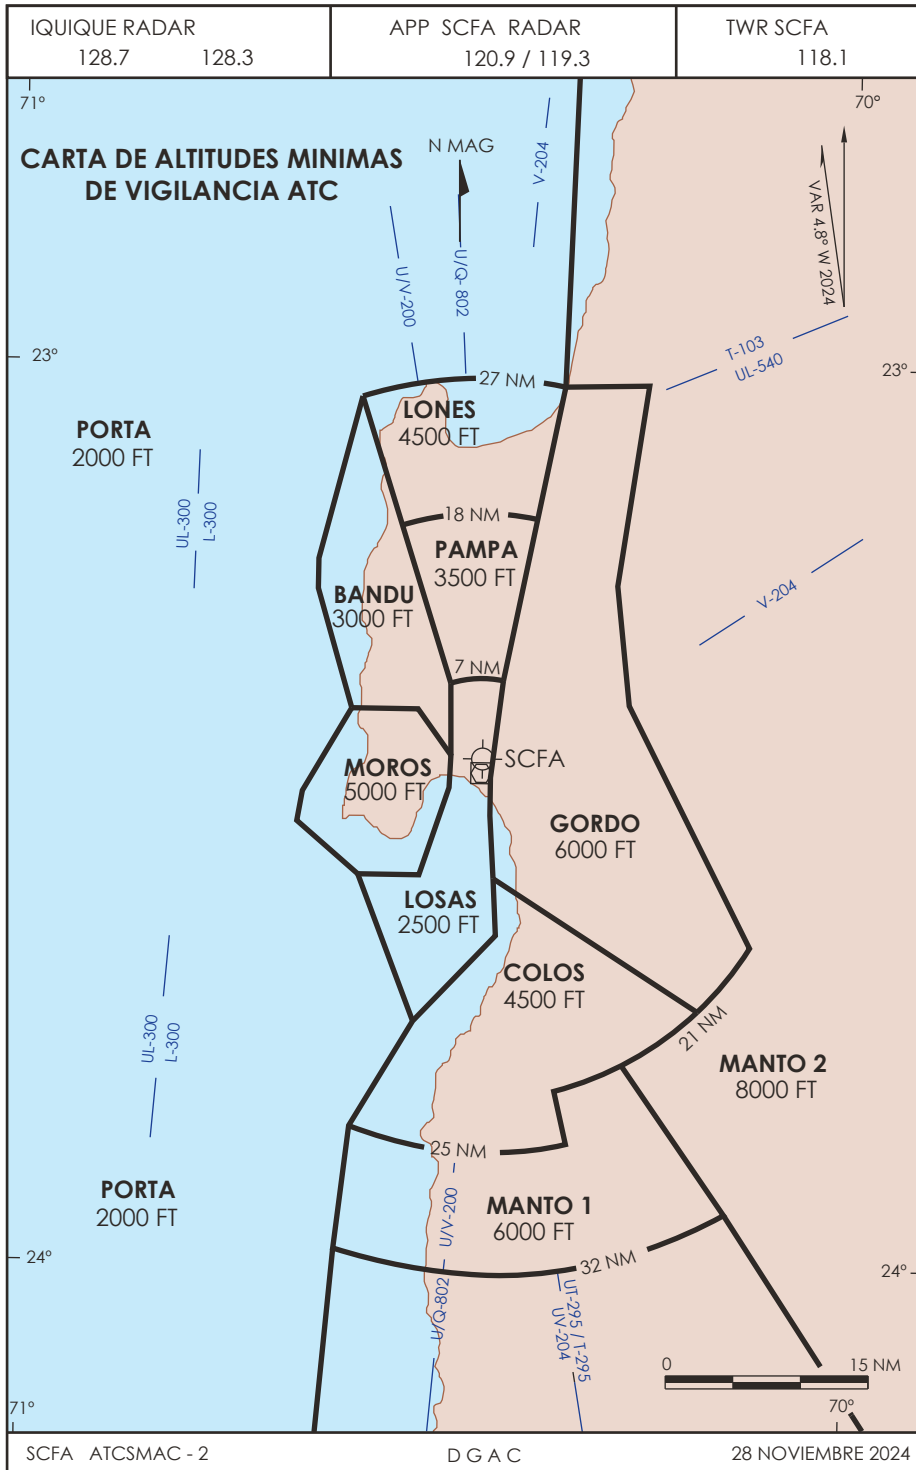 IQUIQUE RADAR
128.7 128.3
APP SCFA RADAR
120.9 / 119.3
TWR SCFA
118.1
71°
70°
CARTA DE ALTITUDES MINIMAS
DE VIGILANCIA ATC
N MAG
V-204
VAR 4.8° W 2024
U/V-200
U/Q-802
T-103
UL-540
23°
23°
27 NM
LONES
4500 FT
PORTA
2000 FT
UL-300
L-300
18 NM
PAMPA
3500 FT
BANDU
3000 FT
V-204
7 NM
SCFA
MOROS
5000 FT
GORDO
6000 FT
LOSAS
2500 FT
COLOS
4500 FT
UL-300
L-300
21 NM
MANTO 2
8000 FT
25 NM
PORTA
2000 FT
MANTO 1
6000 FT
U/V-200
U/Q-802
24°
24°
32 NM
UT-295 / T-295
UV-204
0 15 NM
71°
70°
SCFA ATCSMAC - 2
D G A C
28 NOVIEMBRE 2024